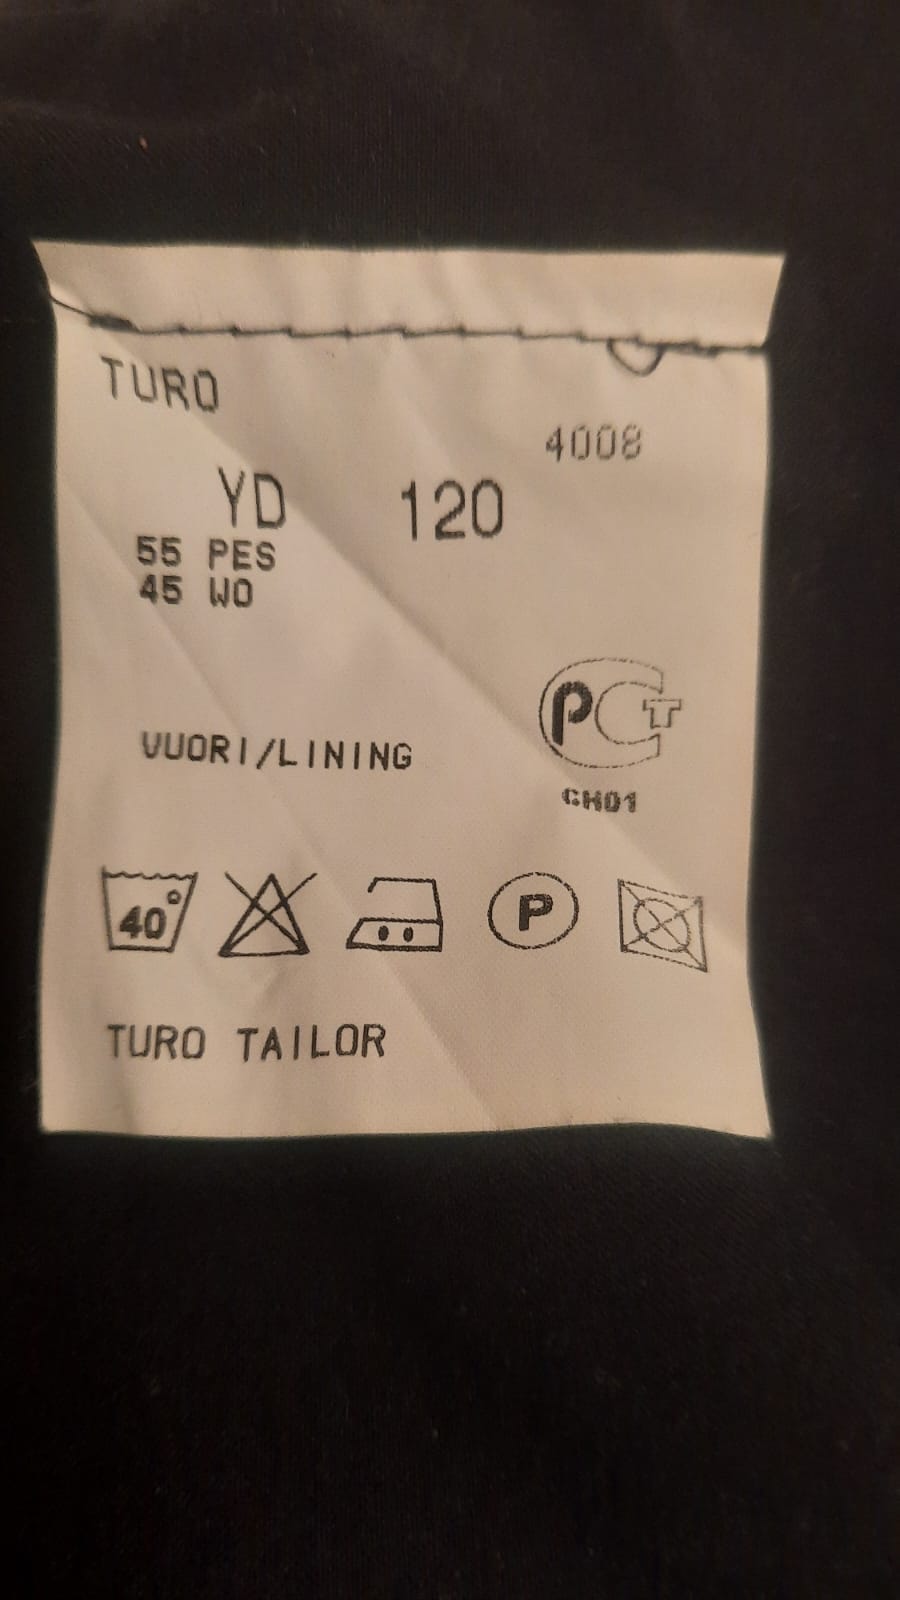 TURO
4008
YD 120
55 PES
45 WO
PCT
CH01
VUORI/LINING
40°
P
TURO TAILOR